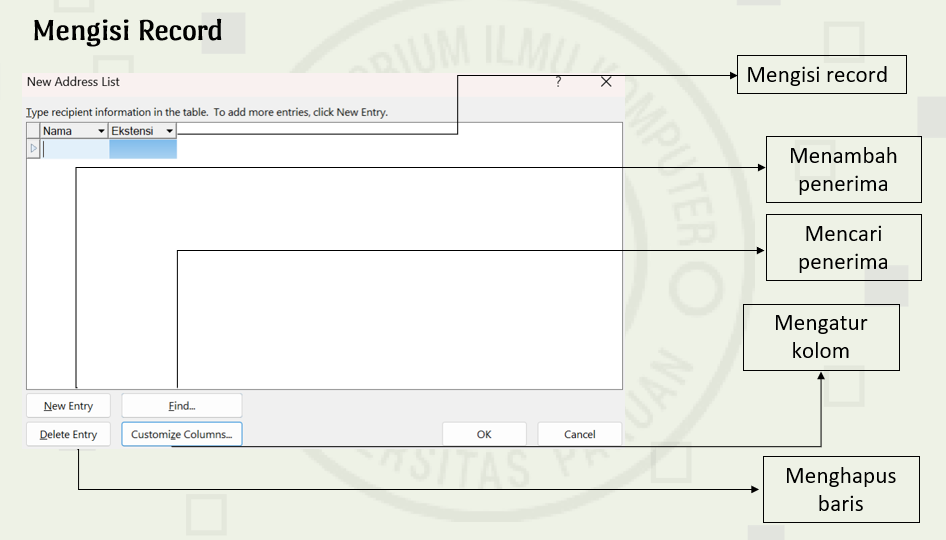 Mengisi Record
New Address List
?
Mengisi record
Type recipient information in the table. To add more entries, click New Entry.
Nama
Ekstensi
Menambah
penerima
Mencari
penerima
Mengatur
kolom
New Entry
Find...
Delete Entry
Customize Columns...
OK
Cancel
Menghapus
baris